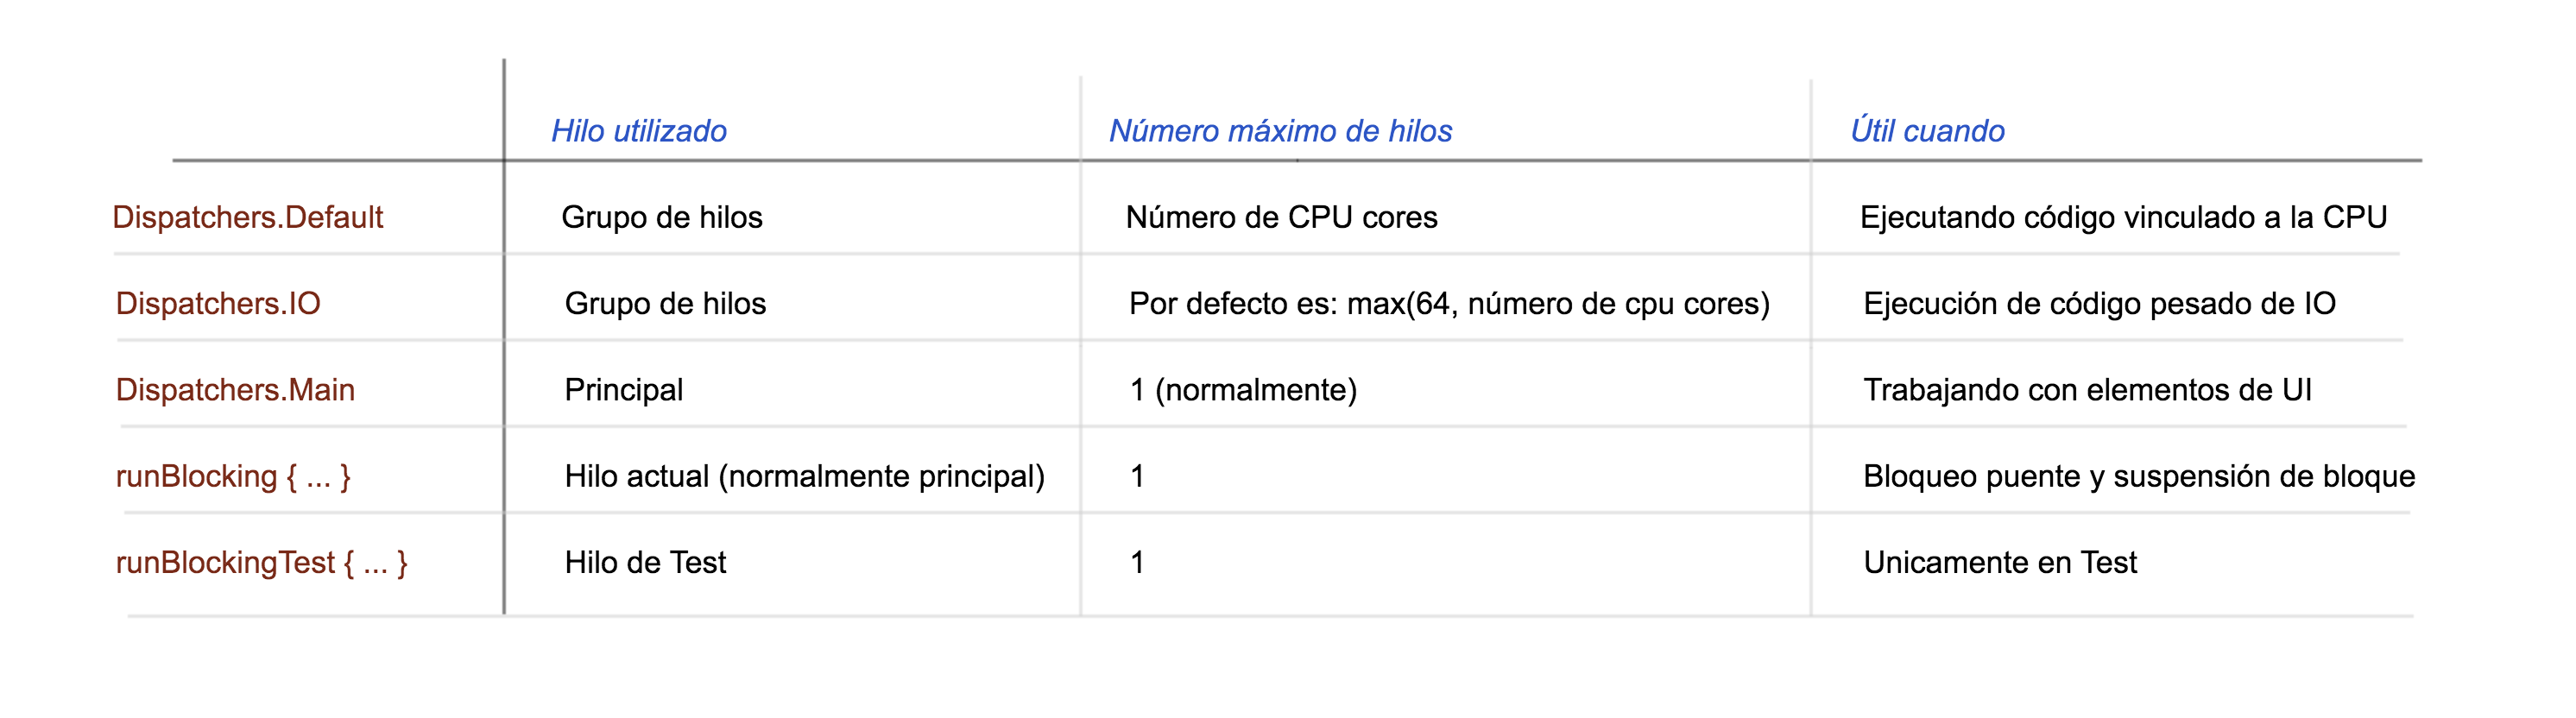 Hilo utilizado Número máximo de hilos Útil cuando
Dispatchers.Default Grupo de hilos Número de CPU cores Ejecutando código vinculado a la CPU
Dispatchers.IO Grupo de hilos Por defecto es: max(64, número de cpu cores) Ejecución de código pesado de IO
Dispatchers.Main Principal 1 (normalmente) Trabajando con elementos de UI
runBlocking { ... } Hilo actual (normalmente principal) 1 Bloqueo puente y suspensión de bloque
runBlockingTest { ... } Hilo de Test 1 Unicamente en Test